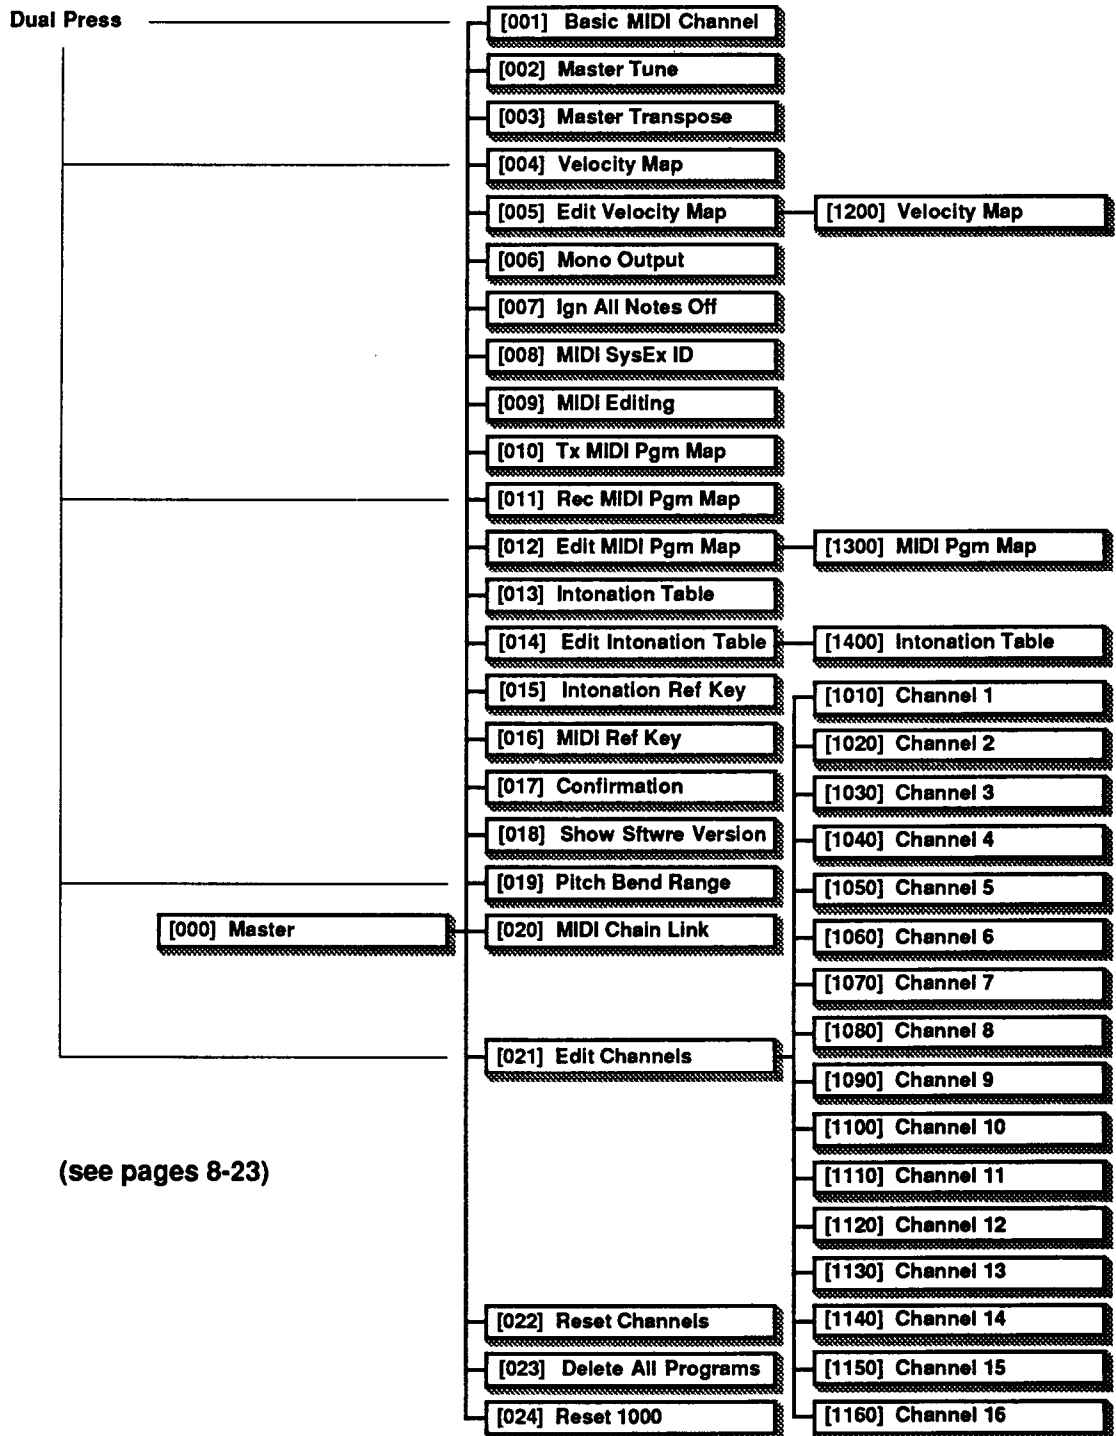 Dual Press
[001] Basic MIDI Channel
[002] Master Tune
[003] Master Transpose
[004] Velocity Map
[005] Edit Velocity Map
[1200] Velocity Map
[006] Mono Output
[007] Ign All Notes Off
[008] MIDI SysEx ID
[009] MIDI Editing
[010] Tx MIDI Pgm Map
[011] Rec MIDI Pgm Map
[012] Edit MIDI Pgm Map
[1300] MIDI Pgm Map
[013] Intonation Table
[014] Edit Intonation Table
[1400] Intonation Table
[015] Intonation Ref Key
[016] MIDI Ref Key
[017] Confirmation
[018] Show Sftwre Version
[019] Pitch Bend Range
[000] Master
[020] MIDI Chain Link
[021] Edit Channels
[1010] Channel 1
[1020] Channel 2
[1030] Channel 3
[1040] Channel 4
[1050] Channel 5
[1060] Channel 6
[1070] Channel 7
[1080] Channel 8
[1090] Channel 9
[1100] Channel 10
[1110] Channel 11
[1120] Channel 12
[1130] Channel 13
[1140] Channel 14
[1150] Channel 15
[1160] Channel 16
(see pages 8-23)
[022] Reset Channels
[023] Delete All Programs
[024] Reset 1000